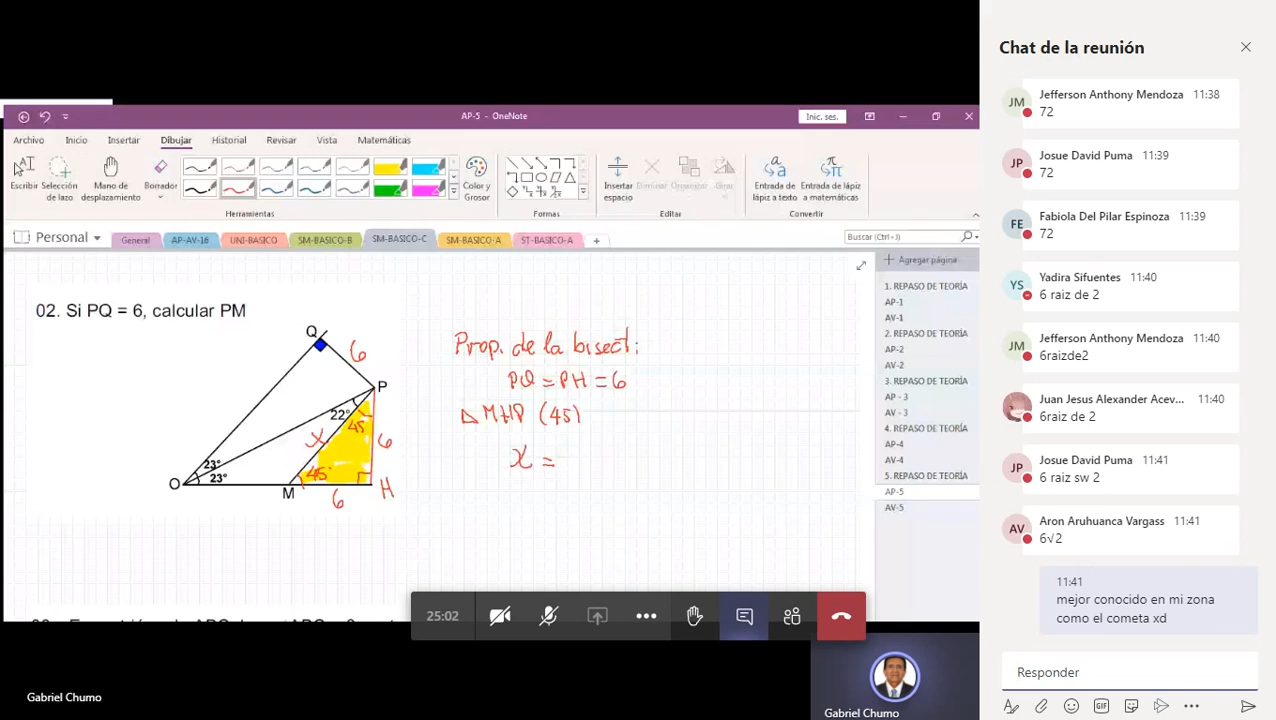 AP-5 - OneNote
Inic. ses.
Archivo Inicio Insertar Dibujar Historial Revisar Vista Matemáticas
Escribir
Selección de lazo
Mano de desplazamiento
Borrador
Color y Grosor
Insertar espacio
Eliminar
Organizar
Girar
Entrada de lápiz a texto
Entrada de lápiz a matemáticas
Herramientas Formas Editar Convertir
Personal General AP-AV-16 UNI-BASICO SM-BASICO-B SM-BASICO-C SM-BASICO-A ST-BASICO-A
Buscar (Ctrl+J)
Agregar página
1. REPASO DE TEORÍA
AP-1
AV-1
2. REPASO DE TEORÍA
AP-2
AV-2
3. REPASO DE TEORÍA
AP - 3
AV - 3
4. REPASO DE TEORÍA
AP-4
AV-4
5. REPASO DE TEORÍA
AP-5
AV-5
02. Si PQ = 6, calcular PM
Q
6
P
22°
45
x
6
23°
23°
45°
O
M
6
H
Prop. de la bisect:
PQ = PH = 6
△ MHP (45)
x =
25:02
Gabriel Chumo
Gabriel Chumo
Chat de la reunión
JM Jefferson Anthony Mendoza 11:38
72
JP Josue David Puma 11:39
72
FE Fabiola Del Pilar Espinoza 11:39
72
YS Yadira Sifuentes 11:40
6 raiz de 2
JM Jefferson Anthony Mendoza 11:40
6raizde2
Juan Jesus Alexander Acev... 11:40
6raiz de 2
JP Josue David Puma 11:41
6 raiz sw 2
AV Aron Aruhuanca Vargass 11:41
6√2
11:41
mejor conocido en mi zona
como el cometa xd
Responder
GIF